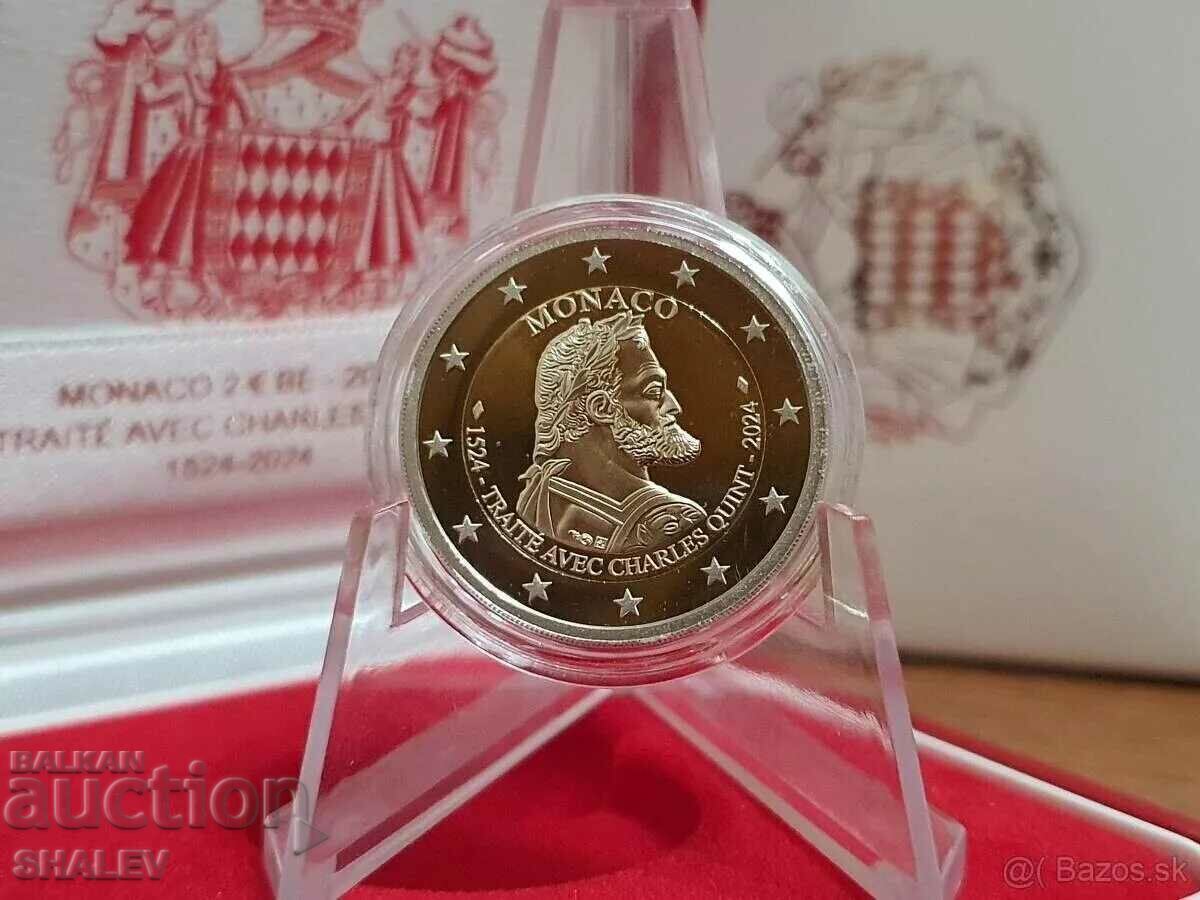 MONACO 2 € BE - 20
TRAITÉ AVEC CHARLES
1524-2024
MONACO
1524 - TRAITÉ AVEC CHARLES QUINT - 2024
BALKAN
auction
SHALEV
@( Bazos.sk